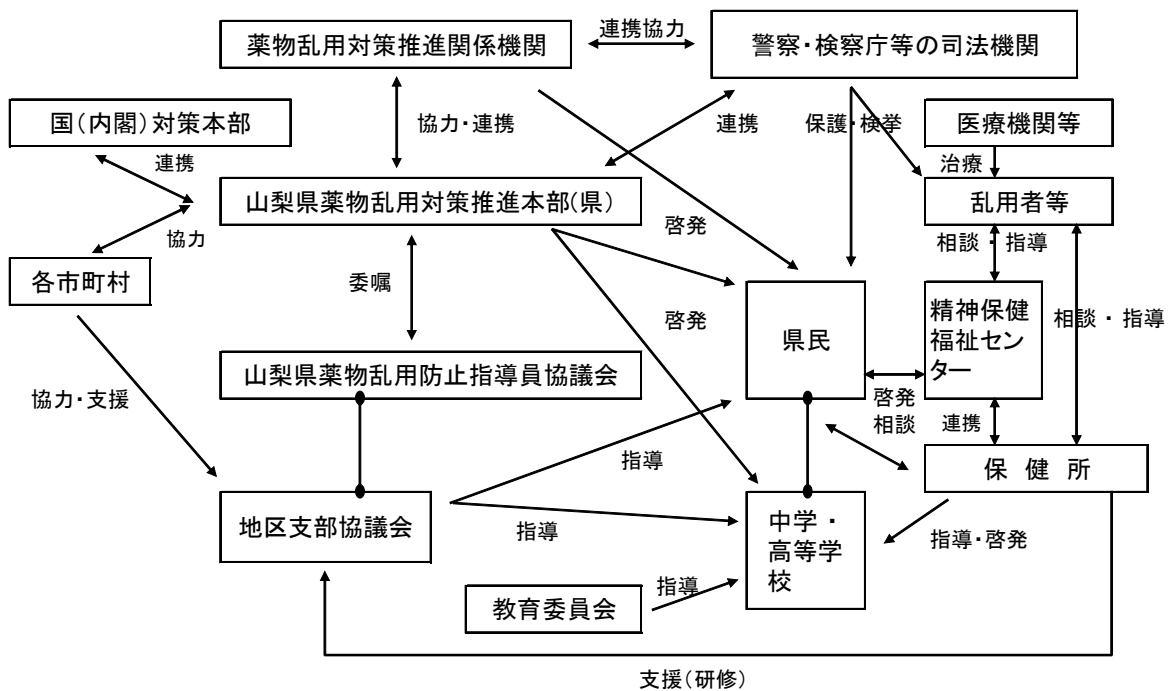 薬物乱用対策推進関係機関
連携協力
警察・検察庁等の司法機関
国(内閣)対策本部
協力・連携
連携
保護・検挙
医療機関等
連携
治療
山梨県薬物乱用対策推進本部(県)
乱用者等
協力
啓発
相談・指導
各市町村
委嘱
啓発
県民
精神保健
福祉セン
ター
相談・指導
山梨県薬物乱用防止指導員協議会
協力・支援
啓発
相談
連携
指導
保健所
地区支部協議会
指導
中学・
高等学
校
指導・啓発
教育委員会
指導
支援(研修)